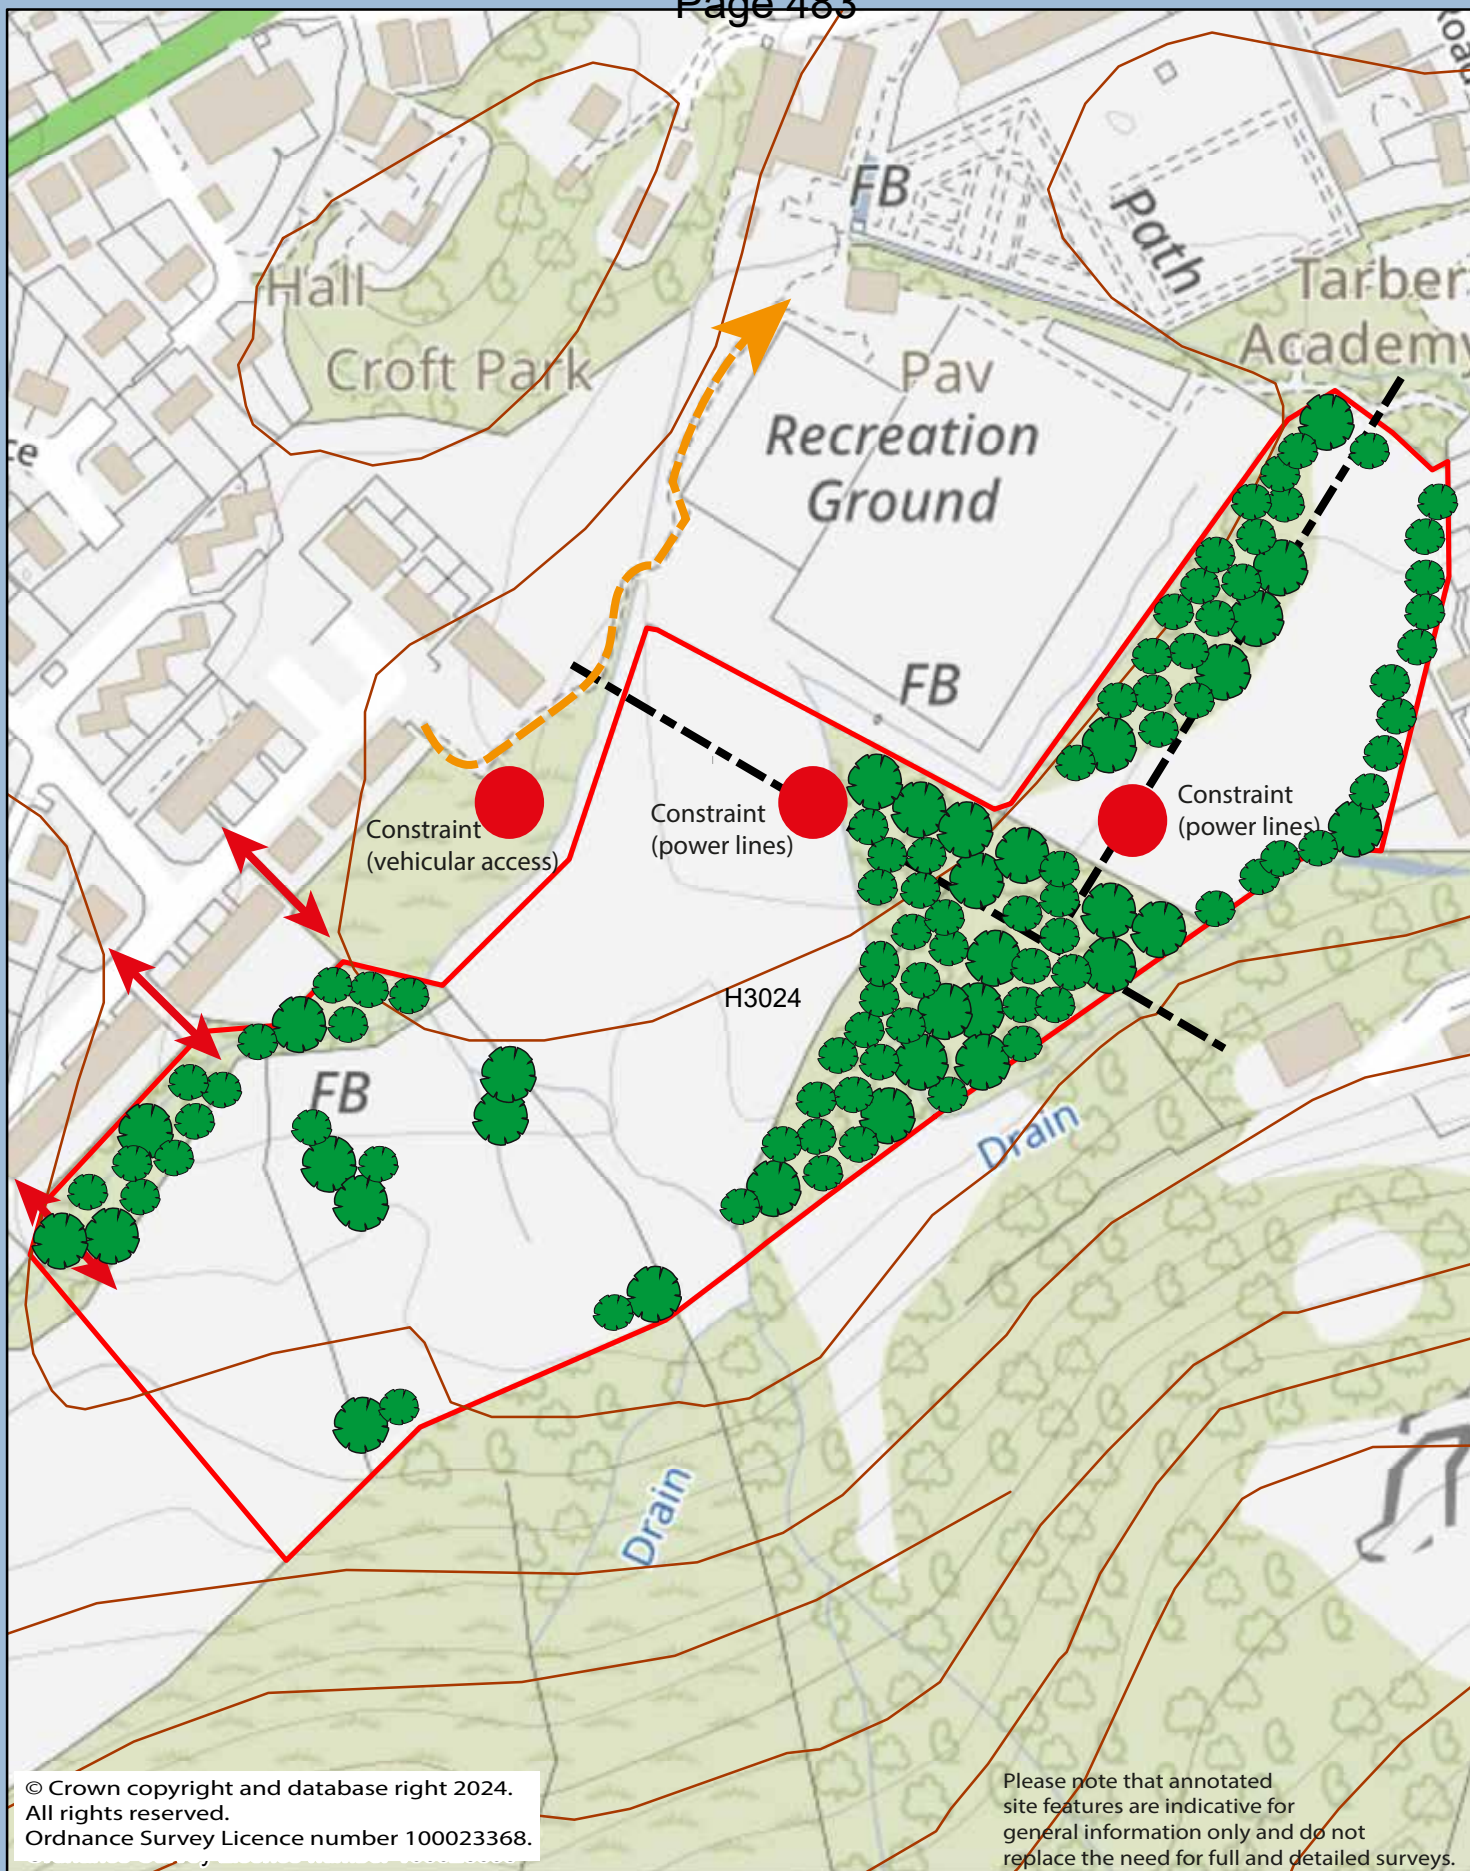 Page 483
Road
FB
Path
Hall
Tarber
Academy
Croft Park
Pav
Recreation
Ground
ce
FB
Constraint
(vehicular access)
Constraint
(power lines)
Constraint
(power lines)
H3024
FB
Drain
Drain
© Crown copyright and database right 2024.
All rights reserved.
Ordnance Survey Licence number 100023368.
Please note that annotated
site features are indicative for
general information only and do not
replace the need for full and detailed surveys.